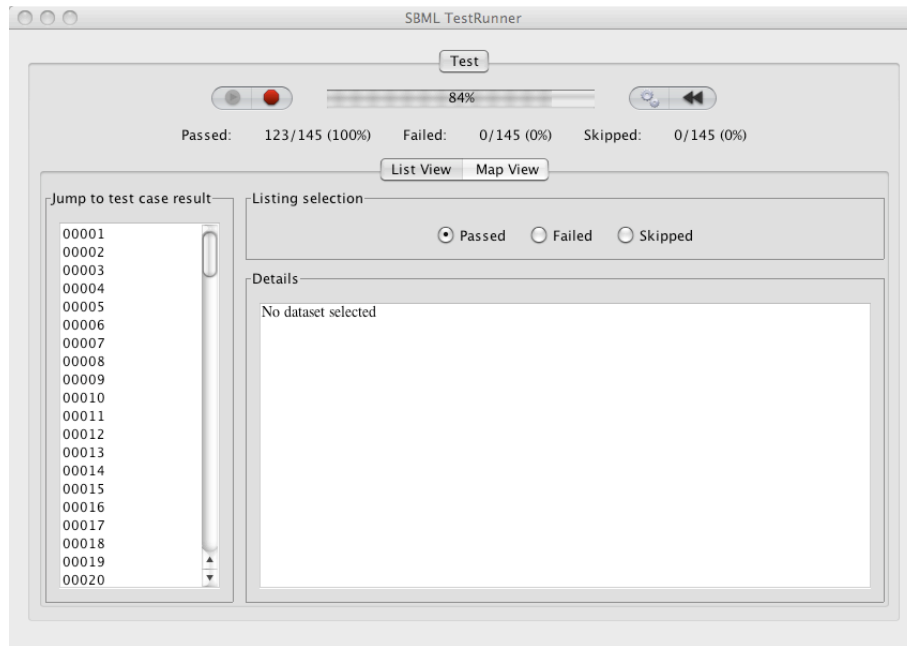 SBML TestRunner
Test
84%
Passed: 123/145 (100%) Failed: 0/145 (0%) Skipped: 0/145 (0%)
List View Map View
Jump to test case result
00001
00002
00003
00004
00005
00006
00007
00008
00009
00010
00011
00012
00013
00014
00015
00016
00017
00018
00019
00020
Listing selection
Passed Failed Skipped
Details
No dataset selected